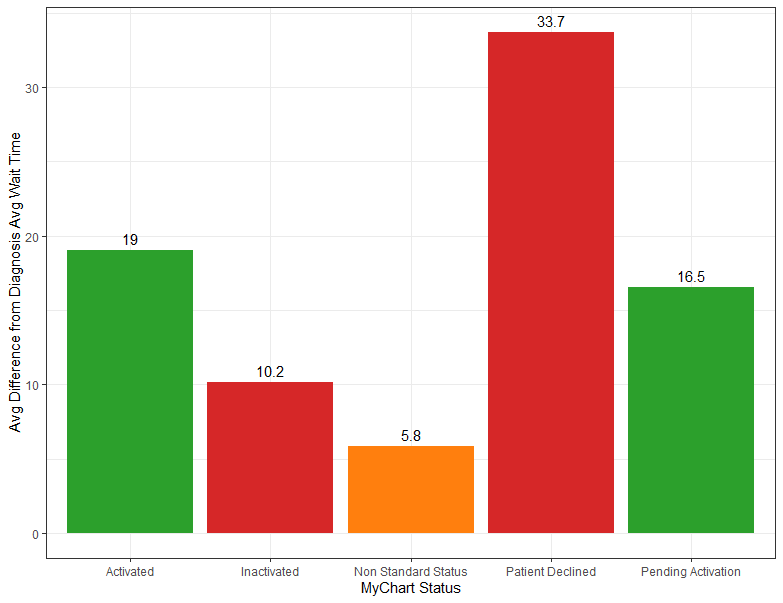 33.7
30
19
20
16.5
10.2
10
5.8
0
Avg Difference from Diagnosis Avg Wait Time
Activated
Inactivated
Non Standard Status
Patient Declined
Pending Activation
MyChart Status